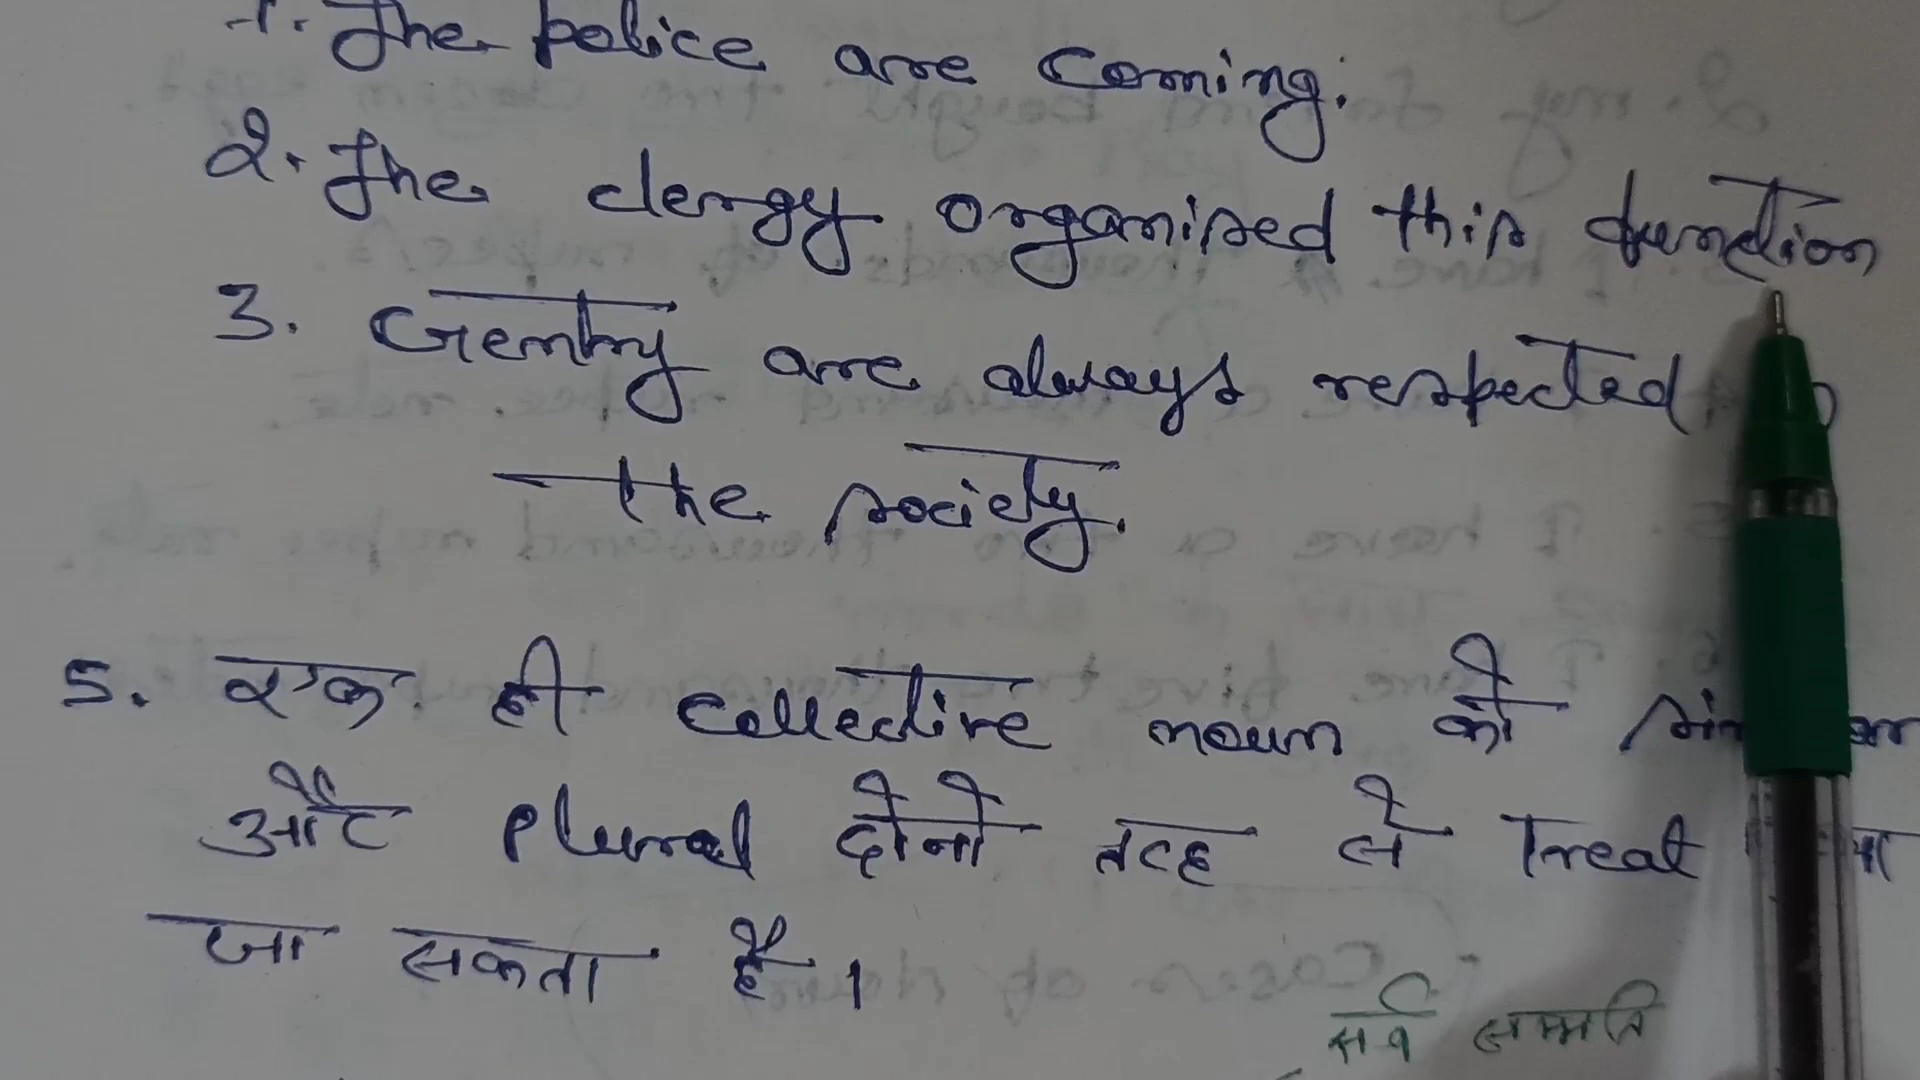 1. The police are coming.
2. The clergy organised this function
3. Gentry are always respected
the society.
5. एक ही collective noun को
और plural दोनों तरह से Treat
जा सकता है।
सर्व सम्मति